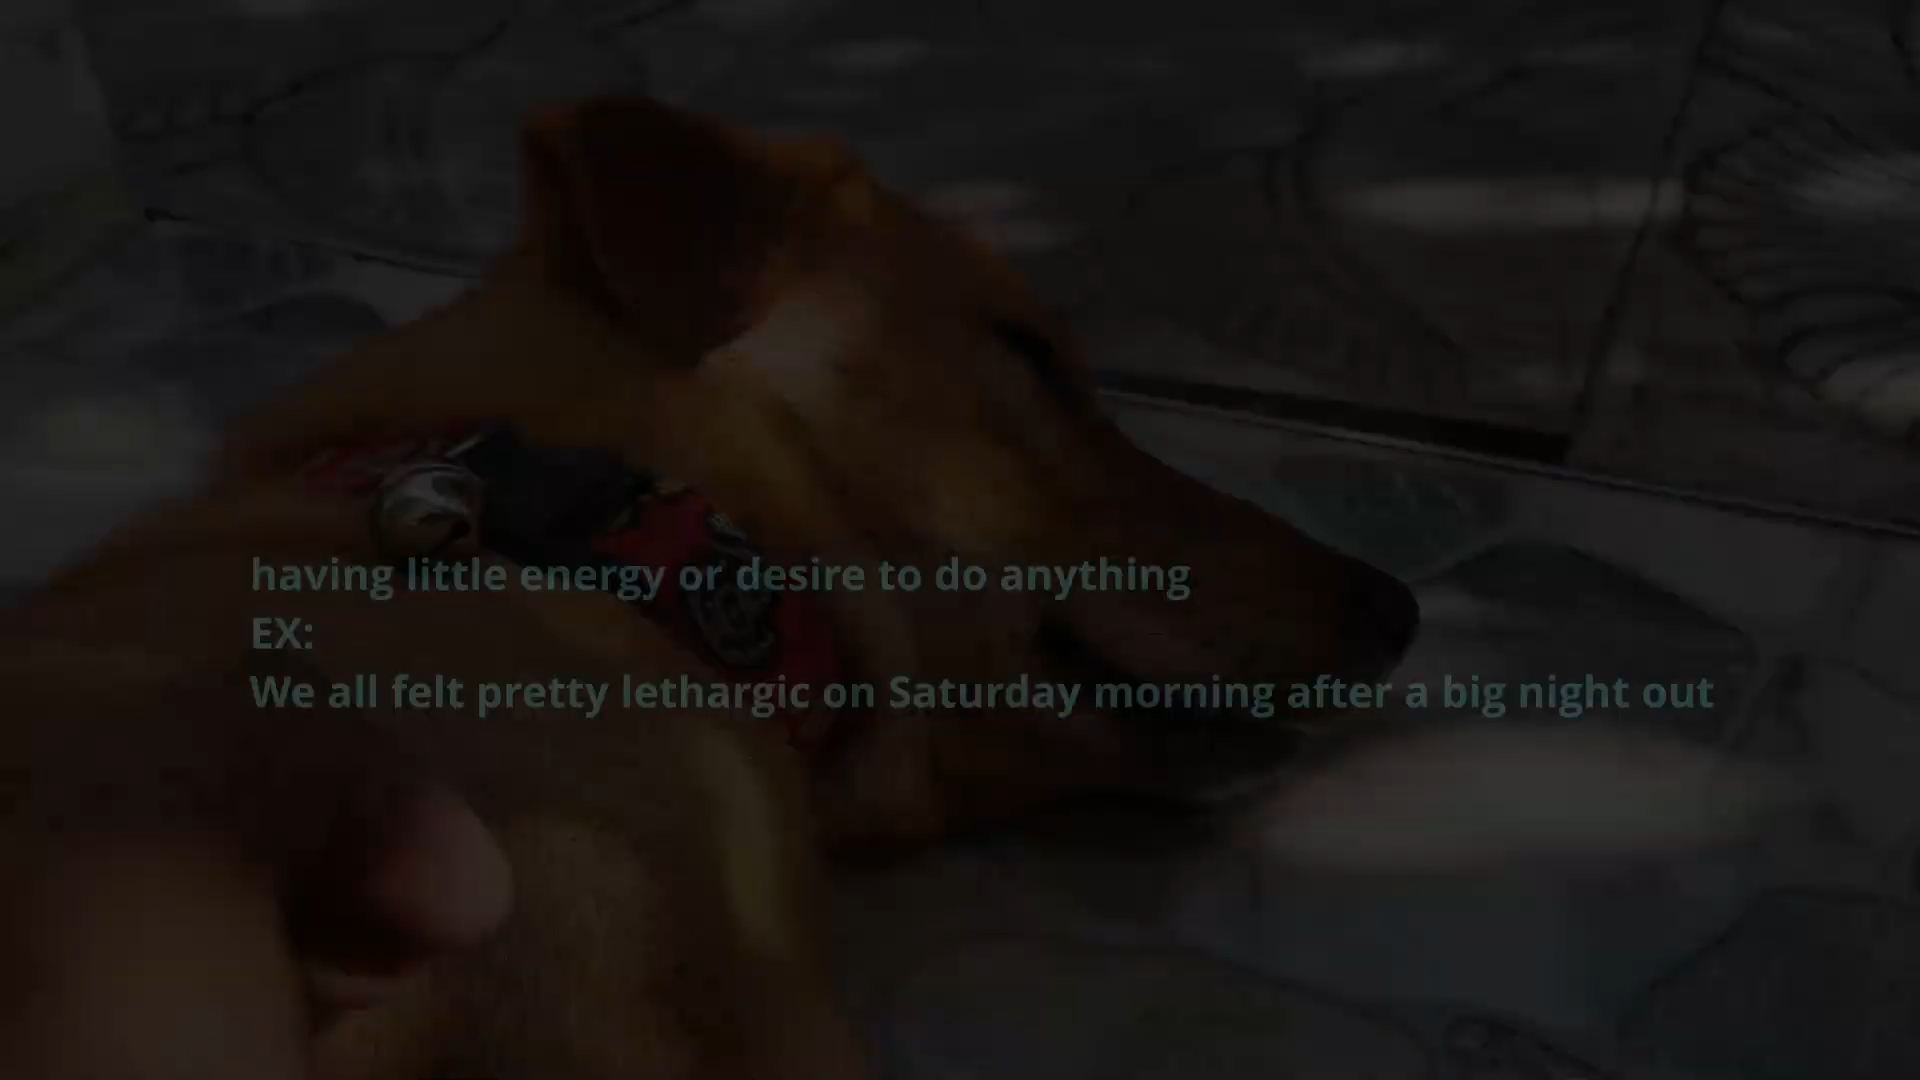 having little energy or desire to do anything
EX:
We all felt pretty lethargic on Saturday morning after a big night out